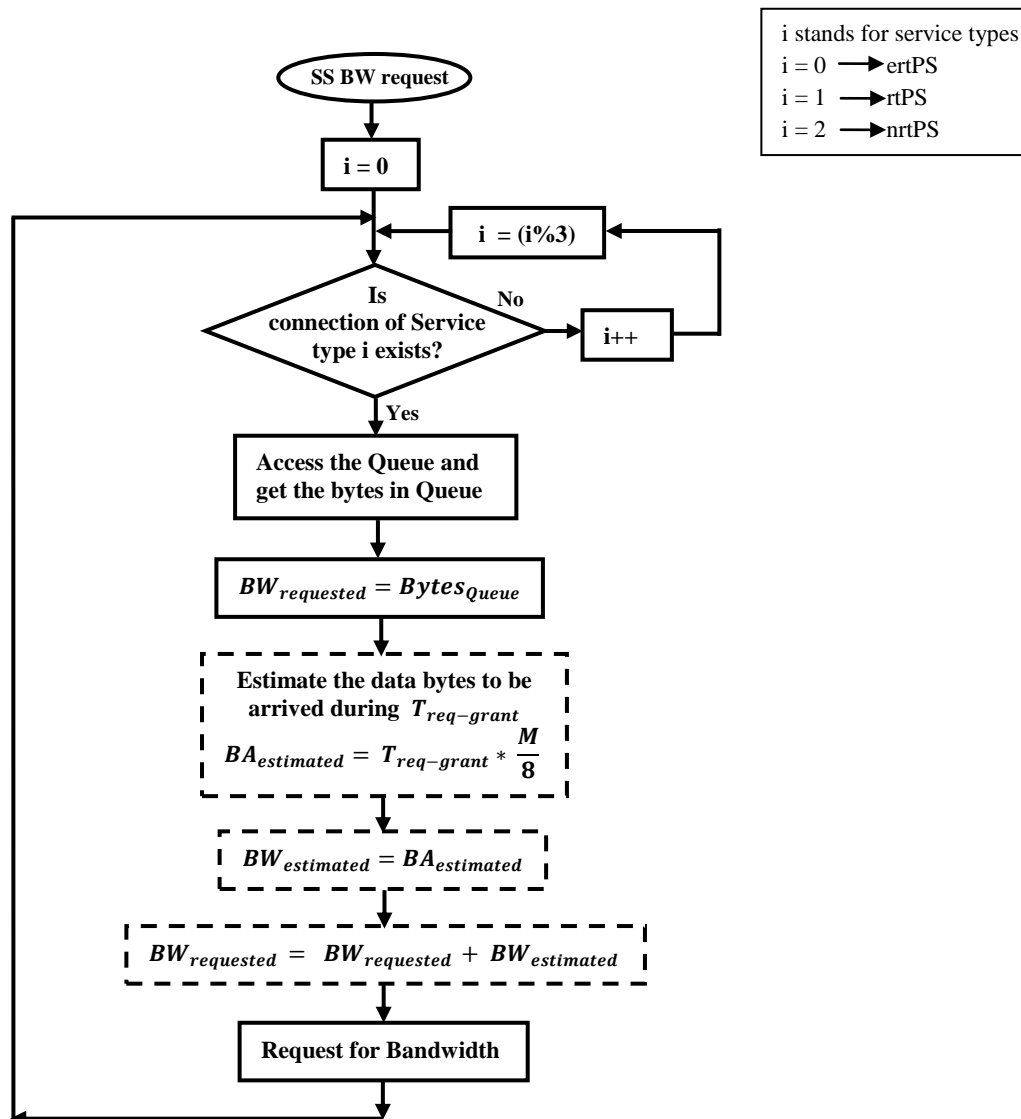 i stands for service types
i = 0 → ertPS
i = 1 → rtPS
i = 2 → nrtPS
SS BW request
i = 0
i = (i%3)
Is
connection of Service
type i exists?
No
i++
Yes
Access the Queue and
get the bytes in Queue
BW_requested = Bytes_Queue
Estimate the data bytes to be
arrived during T_req-grant
BA_estimated = T_req-grant * M/8
BW_estimated = BA_estimated
BW_requested = BW_requested + BW_estimated
Request for Bandwidth